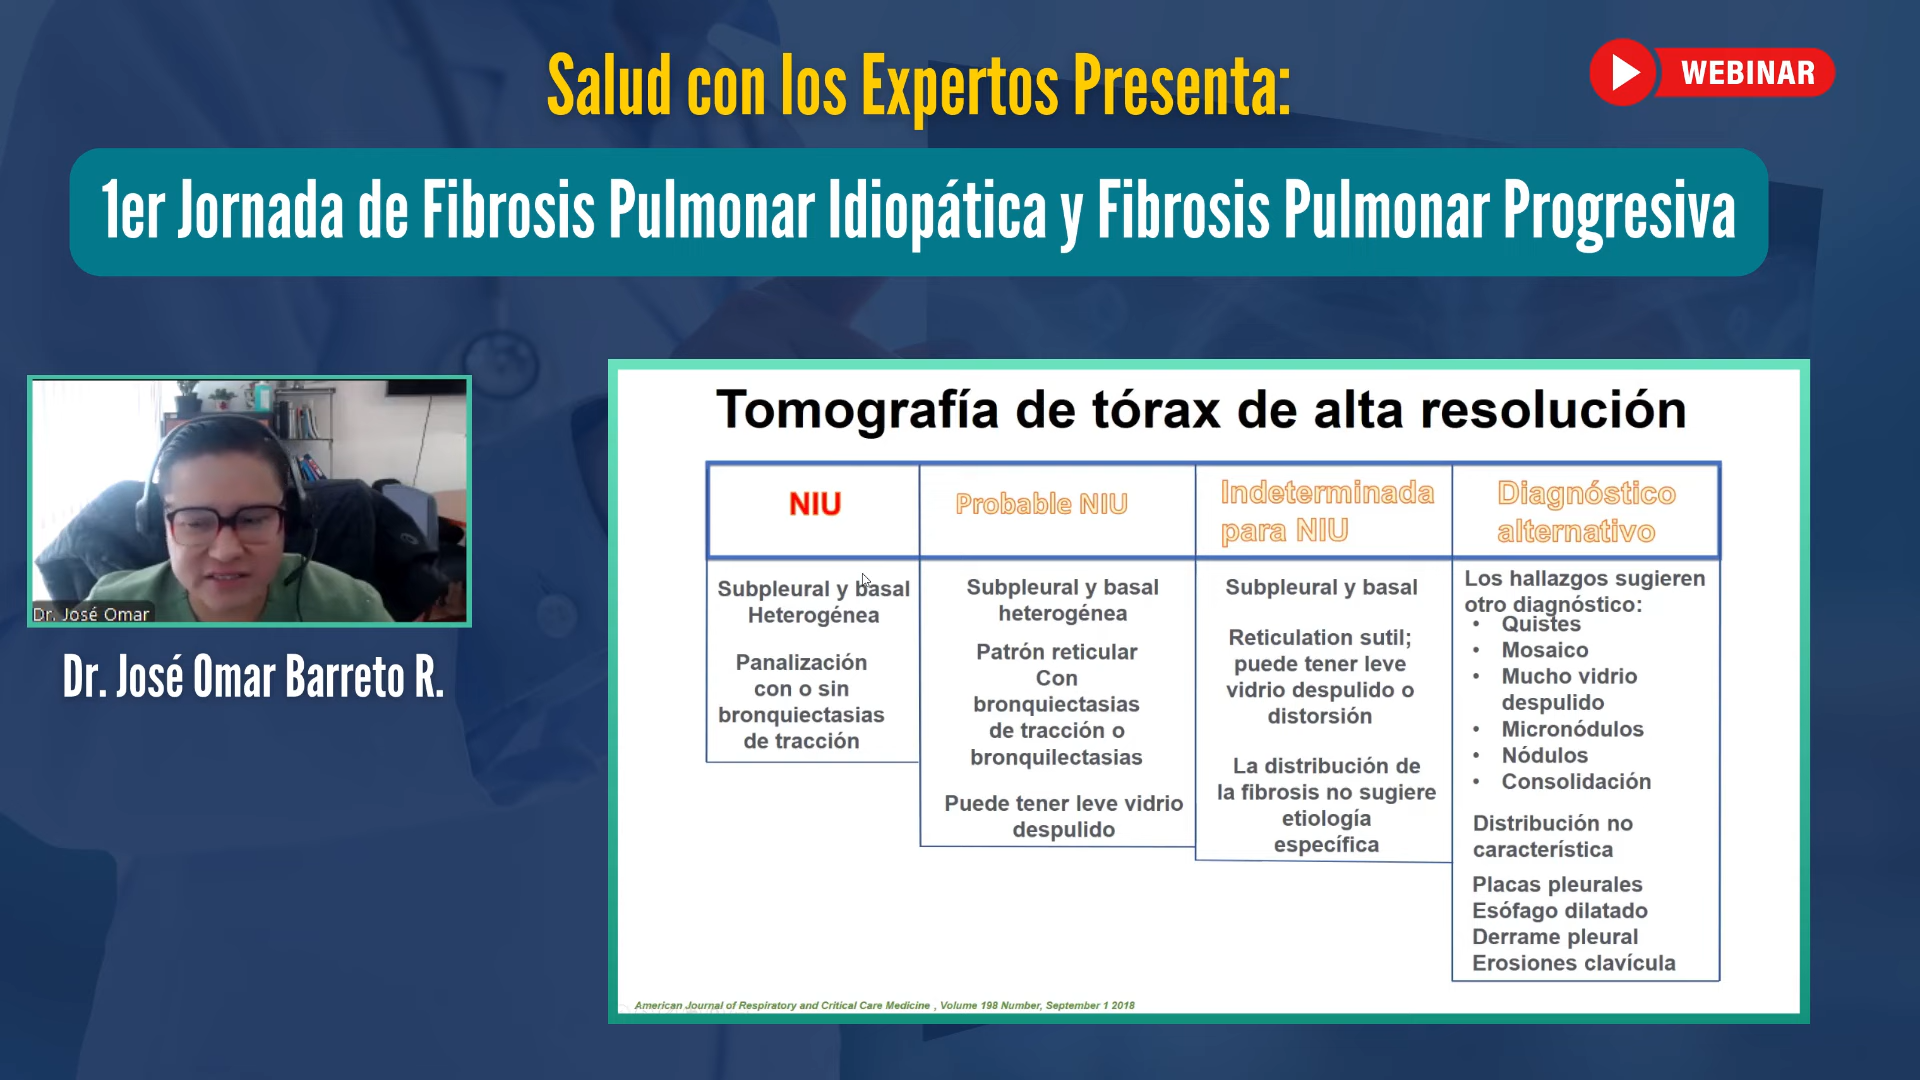 Salud con los Expertos Presenta:
WEBINAR
1er Jornada de Fibrosis Pulmonar Idiopática y Fibrosis Pulmonar Progresiva
Dr. José Omar
Dr. José Omar Barreto R.
Tomografía de tórax de alta resolución
NIU
Subpleural y basal
Heterogénea
Panalización
con o sin
bronquiectasias
de tracción
Probable NIU
Subpleural y basal
heterogénea
Patrón reticular
Con
bronquiectasias
de tracción o
bronquilectasias
Puede tener leve vidrio
despulido
Indeterminada
para NIU
Subpleural y basal
Reticulation sutil;
puede tener leve
vidrio despulido o
distorsión
La distribución de
la fibrosis no sugiere
etiología
específica
Diagnóstico
alternativo
Los hallazgos sugieren
otro diagnóstico:
• Quistes
• Mosaico
• Mucho vidrio
despulido
• Micronódulos
• Nódulos
• Consolidación
Distribución no
característica
Placas pleurales
Esófago dilatado
Derrame pleural
Erosiones clavícula
American Journal of Respiratory and Critical Care Medicine , Volume 198 Number, September 1 2018